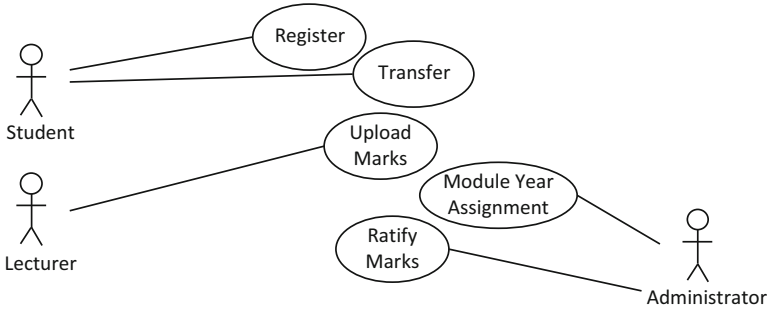 Register
Transfer
Student
Upload
Marks
Module Year
Assignment
Lecturer
Ratify
Marks
Administrator